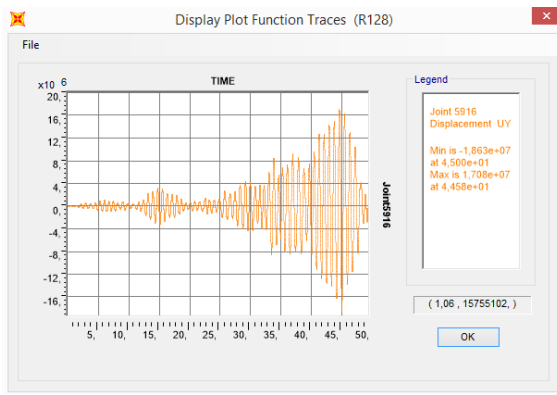 Display Plot Function Traces (R128)
File
Legend
x10 6
TIME
20,
16,
12,
8,
4,
0,
-4,
-8,
-12,
-16,
5, 10, 15, 20, 25, 30, 35, 40, 45, 50,
Joint5916
Joint 5916
Displacement UY
Min is -1,863e+07
at 4,500e+01
Max is 1,708e+07
at 4,458e+01
( 1,06 , 15755102, )
OK